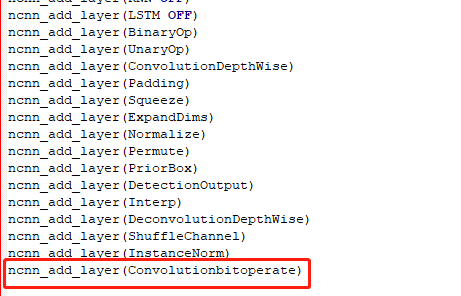 ncnn_add_layer(RNN OFF)
ncnn_add_layer(LSTM OFF)
ncnn_add_layer(BinaryOp)
ncnn_add_layer(UnaryOp)
ncnn_add_layer(ConvolutionDepthWise)
ncnn_add_layer(Padding)
ncnn_add_layer(Squeeze)
ncnn_add_layer(ExpandDims)
ncnn_add_layer(Normalize)
ncnn_add_layer(Permute)
ncnn_add_layer(PriorBox)
ncnn_add_layer(DetectionOutput)
ncnn_add_layer(Interp)
ncnn_add_layer(DeconvolutionDepthWise)
ncnn_add_layer(ShuffleChannel)
ncnn_add_layer(InstanceNorm)
ncnn_add_layer(Convolutionbitoperate)